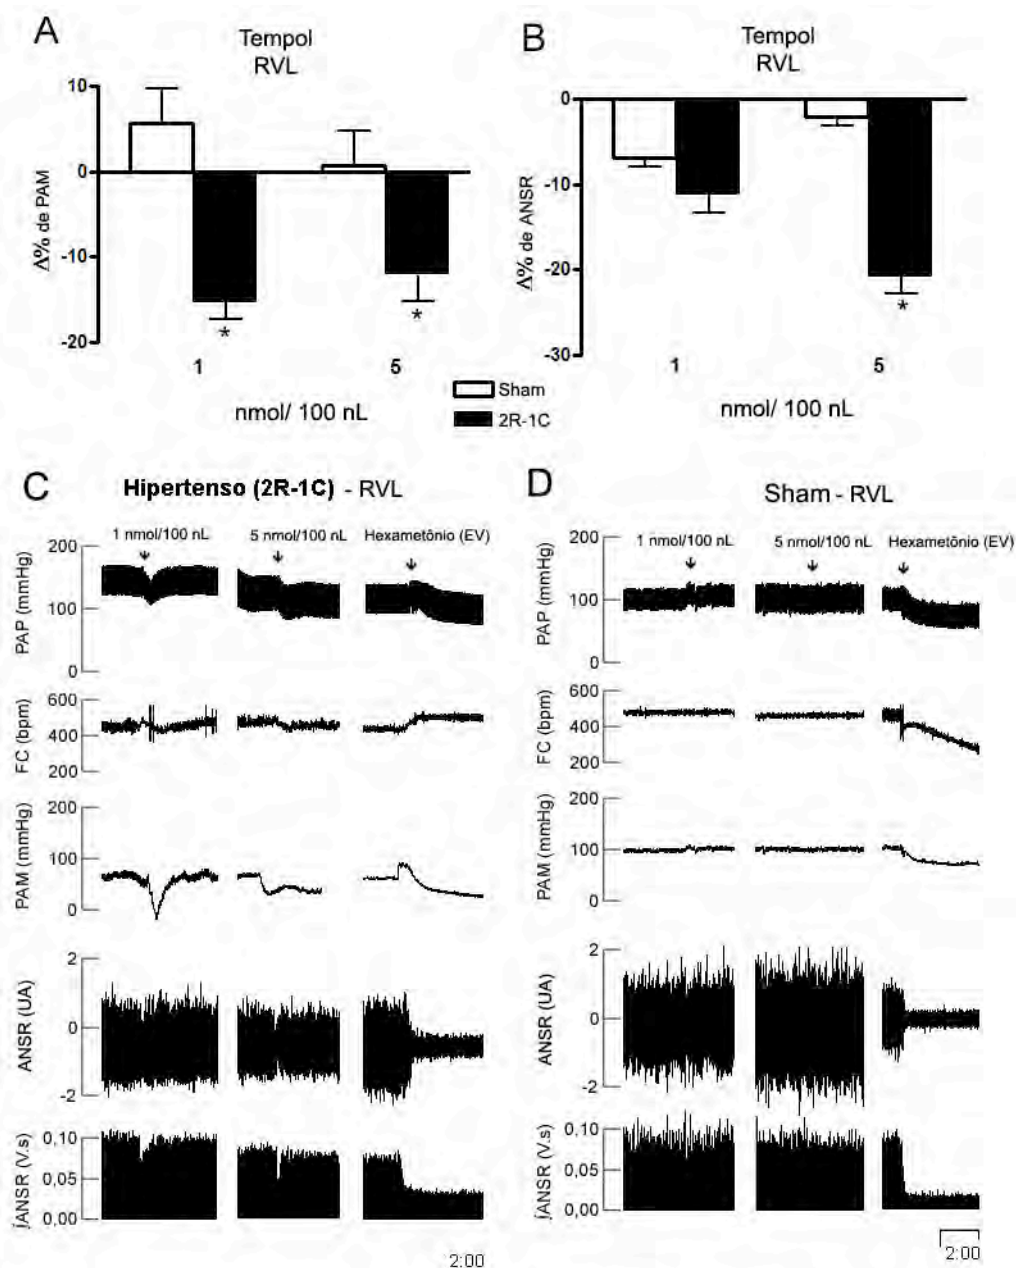 A
Tempol
RVL
10
0
-10
-20
Δ% de PAM
*
*
1
5
nmol/ 100 nL
B
Tempol
RVL
0
-10
-20
-30
Δ% de ANSR
*
1
5
nmol/ 100 nL
Sham
2R-1C
C
Hipertenso (2R-1C) - RVL
1 nmol/100 nL
5 nmol/100 nL
Hexametônio (EV)
200
100
0
PAP (mmHg)
600
400
200
FC (bpm)
200
100
0
PAM (mmHg)
2
0
-2
ANSR (UA)
0,10
0,05
0,00
∫ANSR (V.s)
2:00
D
Sham - RVL
1 nmol/100 nL
5 nmol/100 nL
Hexametônio (EV)
200
100
0
PAP (mmHg)
600
400
200
FC (bpm)
200
100
0
PAM (mmHg)
2
0
-2
ANSR (UA)
0,10
0,05
0,00
∫ANSR (V.s)
2:00